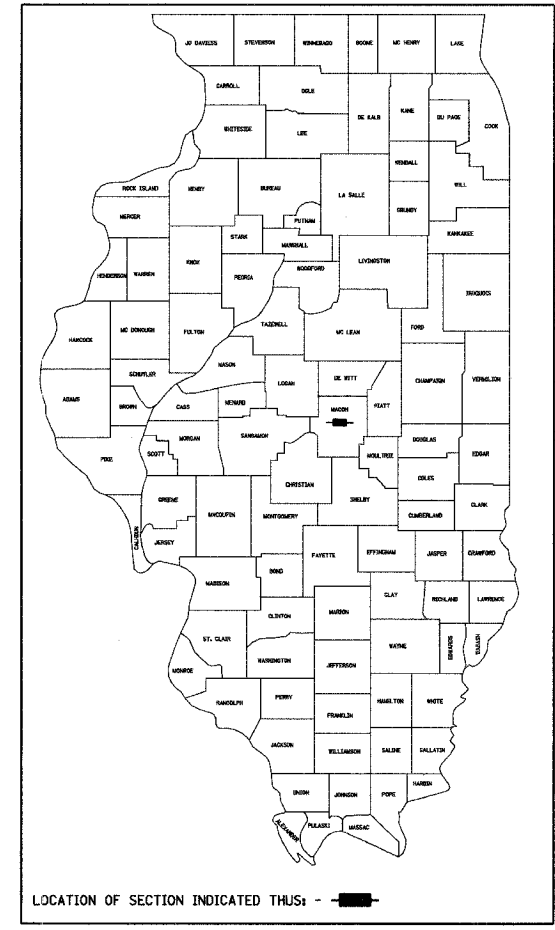 JO DAVIESS STEVENSON WINNEBAGO BOONE MC HENRY LAKE
CARROLL OGLE DE KALB KANE DU PAGE COOK
WHITESIDE LEE
KENDALL WILL
ROCK ISLAND HENRY BUREAU LA SALLE
MERCER PUTNAM GRUNDY
STARK MARSHALL KANKAKEE
HENDERSON WARREN KNOX PEORIA WOODFORD LIVINGSTON
IROQUOIS
HANCOCK MC DONOUGH FULTON TAZEWELL MC LEAN FORD
MASON
SCHUYLER LOGAN DE WITT CHAMPAIGN VERMILION
ADAMS BROWN CASS MENARD MACON PIATT
MORGAN SANGAMON DOUGLAS
PIKE SCOTT MOULTRIE EDGAR
CHRISTIAN COLES
GREENE SHELBY
MACOUPIN MONTGOMERY CUMBERLAND CLARK
CALHOUN JERSEY FAYETTE EFFINGHAM JASPER CRAWFORD
BOND
MADISON CLAY RICHLAND LAWRENCE
CLINTON MARION
ST. CLAIR WAYNE EDWARDS WABASH
WASHINGTON JEFFERSON
MONROE
RANDOLPH PERRY HAMILTON WHITE
FRANKLIN
JACKSON WILLIAMSON SALINE GALLATIN
UNION JOHNSON POPE HARDIN
ALEXANDER PULASKI MASSAC
LOCATION OF SECTION INDICATED THUS: -